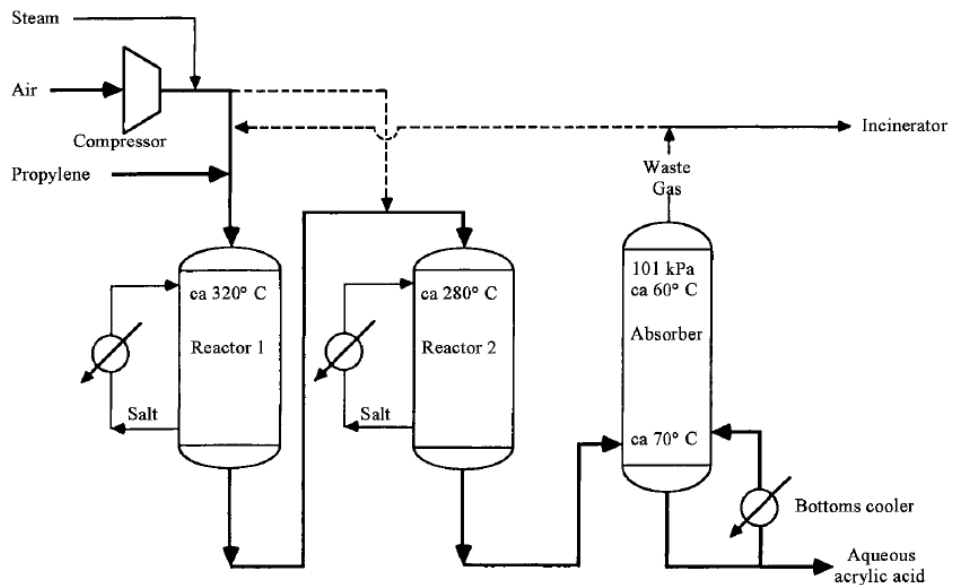 Steam
Air
Compressor
Incinerator
Propylene
Waste
Gas
ca 320° C
Reactor 1
Salt
ca 280° C
Reactor 2
Salt
101 kPa
ca 60° C
Absorber
ca 70° C
Bottoms cooler
Aqueous
acrylic acid